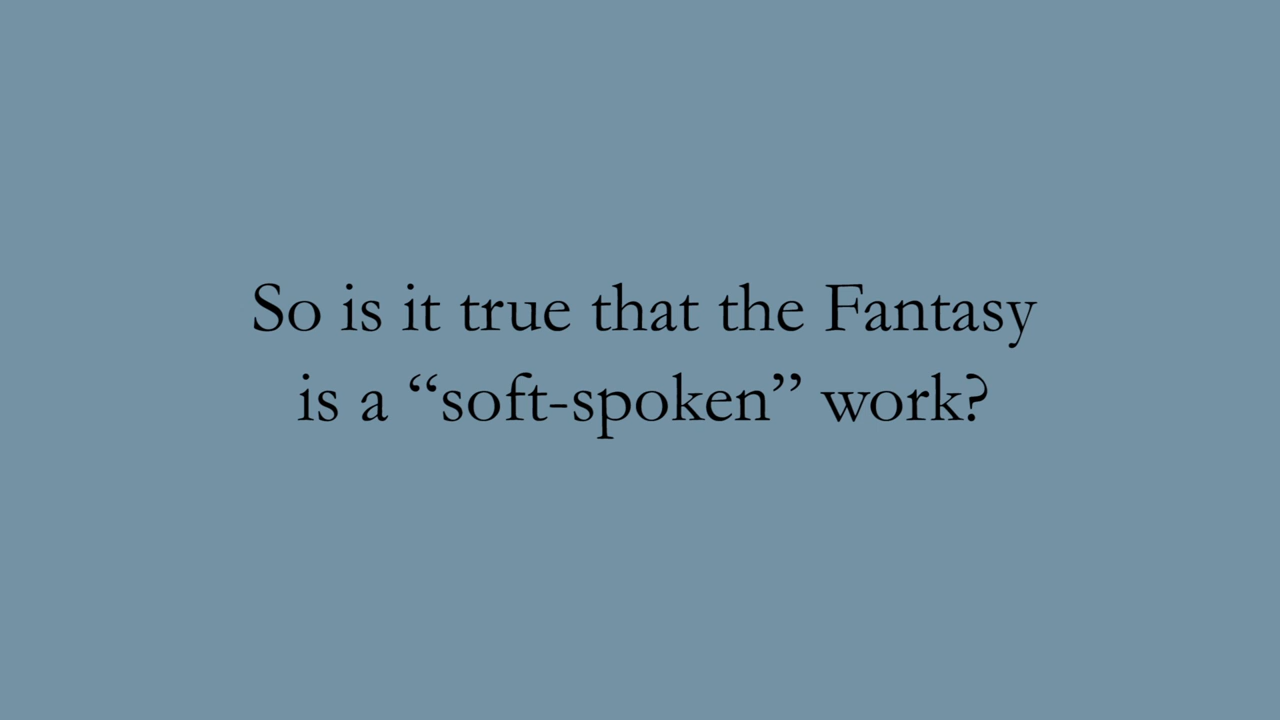 So is it true that the Fantasy
is a “soft-spoken” work?